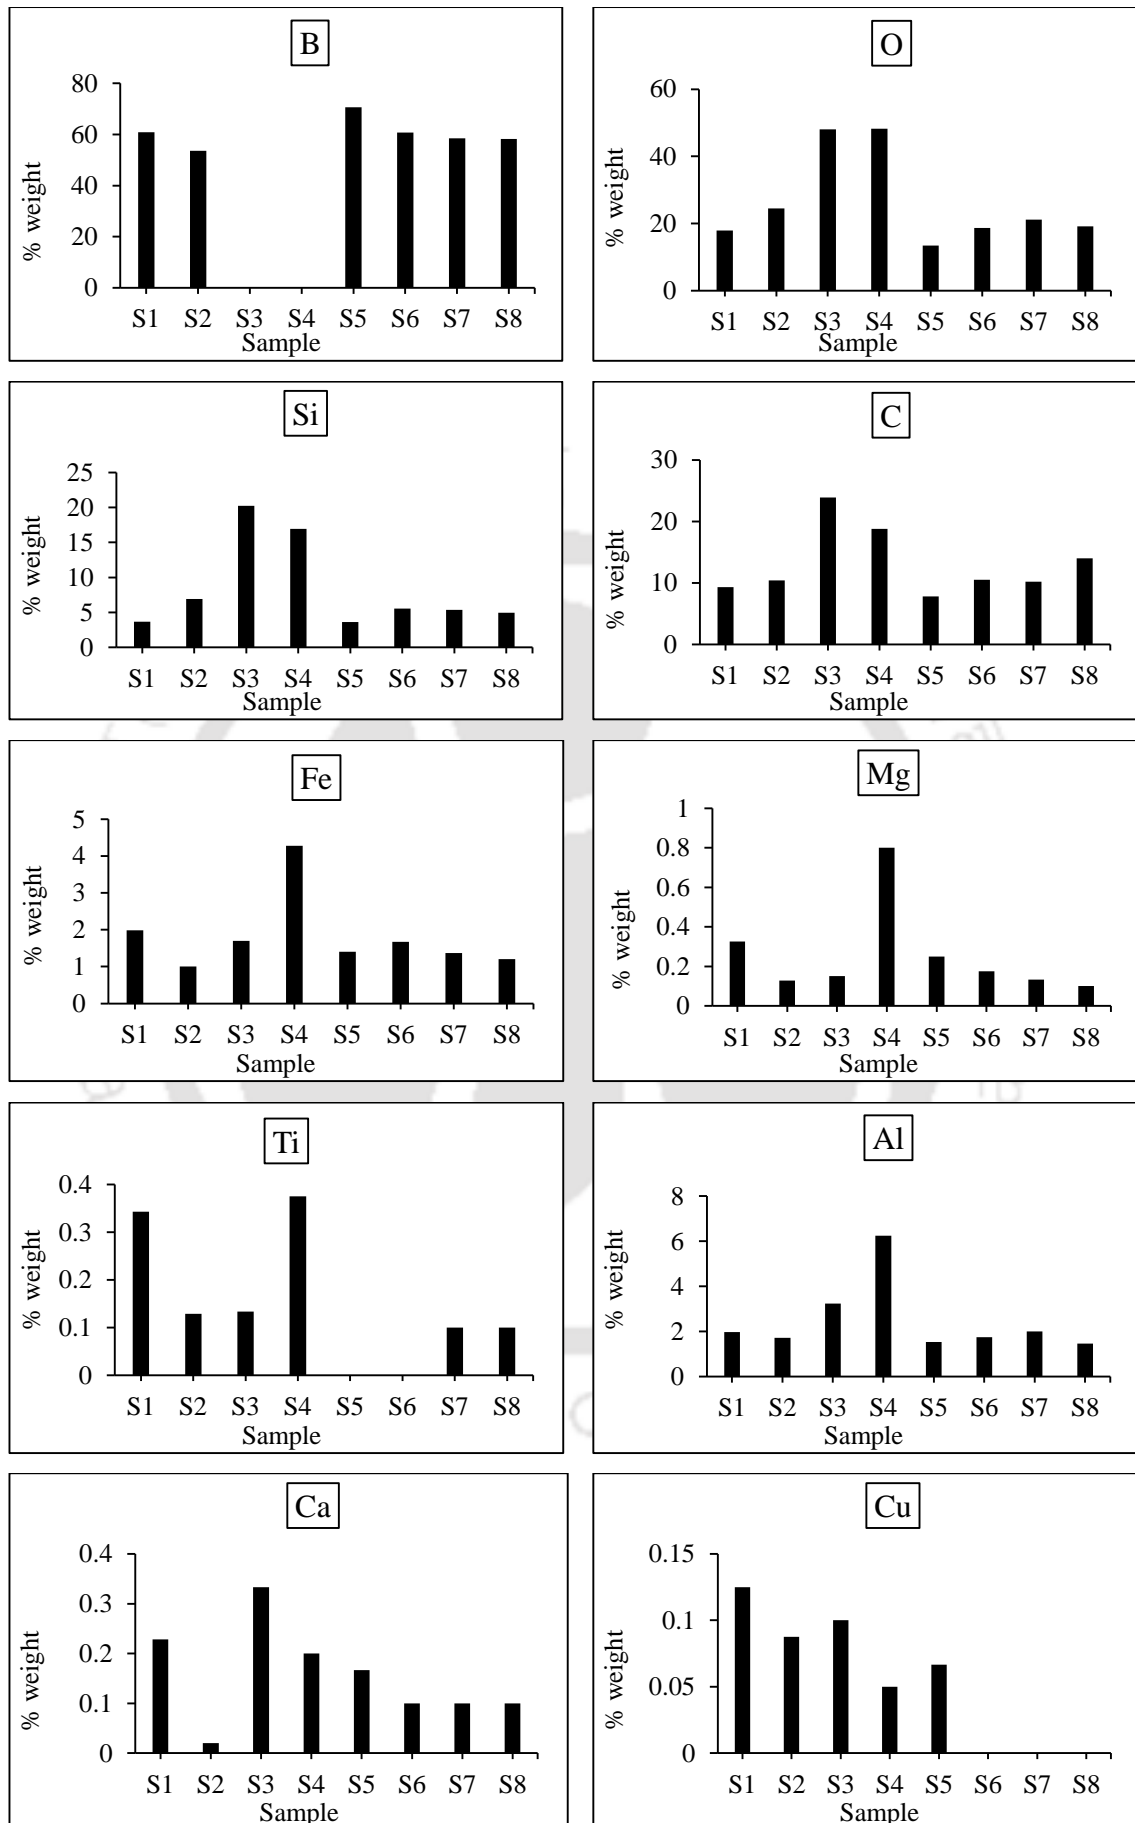 B
80
60
40
20
0
% weight
S1 S2 S3 S4 S5 S6 S7 S8
Sample
O
60
40
20
0
% weight
S1 S2 S3 S4 S5 S6 S7 S8
Sample
Si
25
20
15
10
5
0
% weight
S1 S2 S3 S4 S5 S6 S7 S8
Sample
C
30
20
10
0
% weight
S1 S2 S3 S4 S5 S6 S7 S8
Sample
Fe
5
4
3
2
1
0
% weight
S1 S2 S3 S4 S5 S6 S7 S8
Sample
Mg
1
0.8
0.6
0.4
0.2
0
% weight
S1 S2 S3 S4 S5 S6 S7 S8
Sample
Ti
0.4
0.3
0.2
0.1
0
% weight
S1 S2 S3 S4 S5 S6 S7 S8
Sample
Al
8
6
4
2
0
% weight
S1 S2 S3 S4 S5 S6 S7 S8
Sample
Ca
0.4
0.3
0.2
0.1
0
% weight
S1 S2 S3 S4 S5 S6 S7 S8
Sample
Cu
0.15
0.1
0.05
0
% weight
S1 S2 S3 S4 S5 S6 S7 S8
Sample